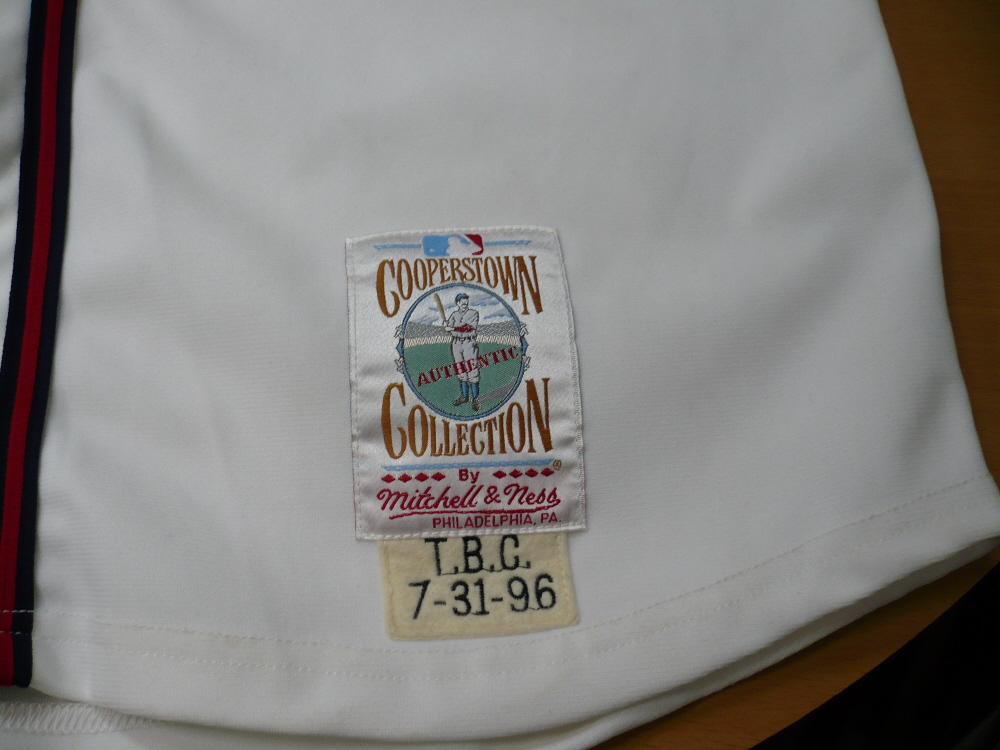 COOPERSTOWN
AUTHENTIC
COLLECTION
®
By
Mitchell & Ness
PHILADELPHIA, PA.
T.B.C.
7-31-96